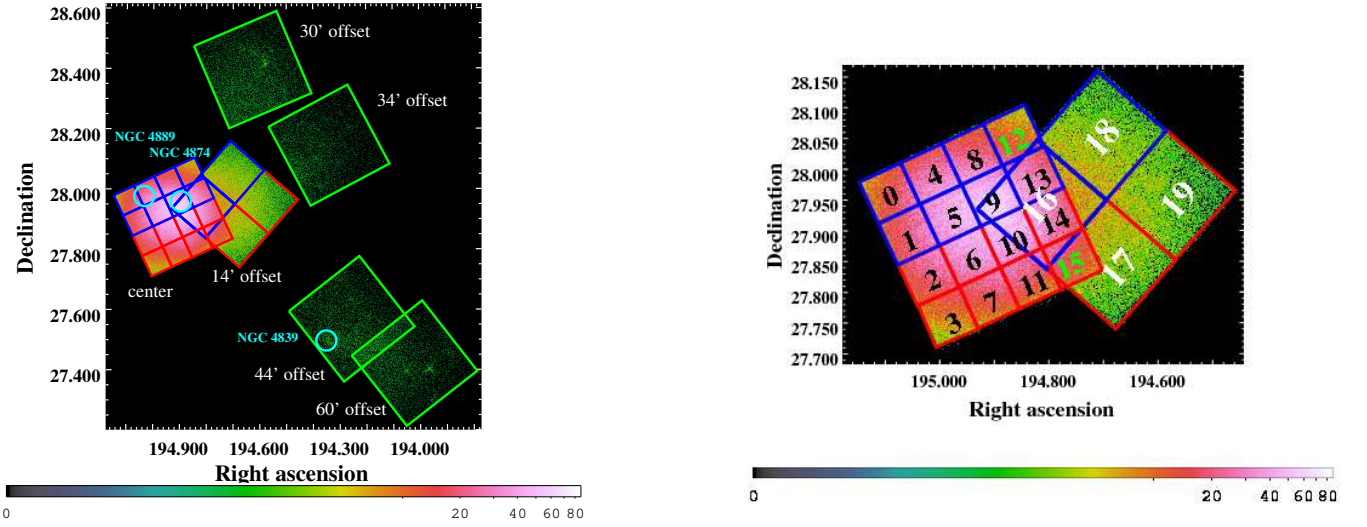 28.600
28.400
28.200
28.000
27.800
27.600
27.400
Declination
30' offset
34' offset
NGC 4889
NGC 4874
14' offset
center
NGC 4839
44' offset
60' offset
194.900 194.600 194.300 194.000
Right ascension
0 20 40 60 80
28.150
28.100
28.050
28.000
27.950
27.900
27.850
27.800
27.750
27.700
Declination
0 4 8 12
1 5 9 13 16
2 6 10 14
3 7 11 15
18
19
17
195.000 194.800 194.600
Right ascension
0 20 40 60 80